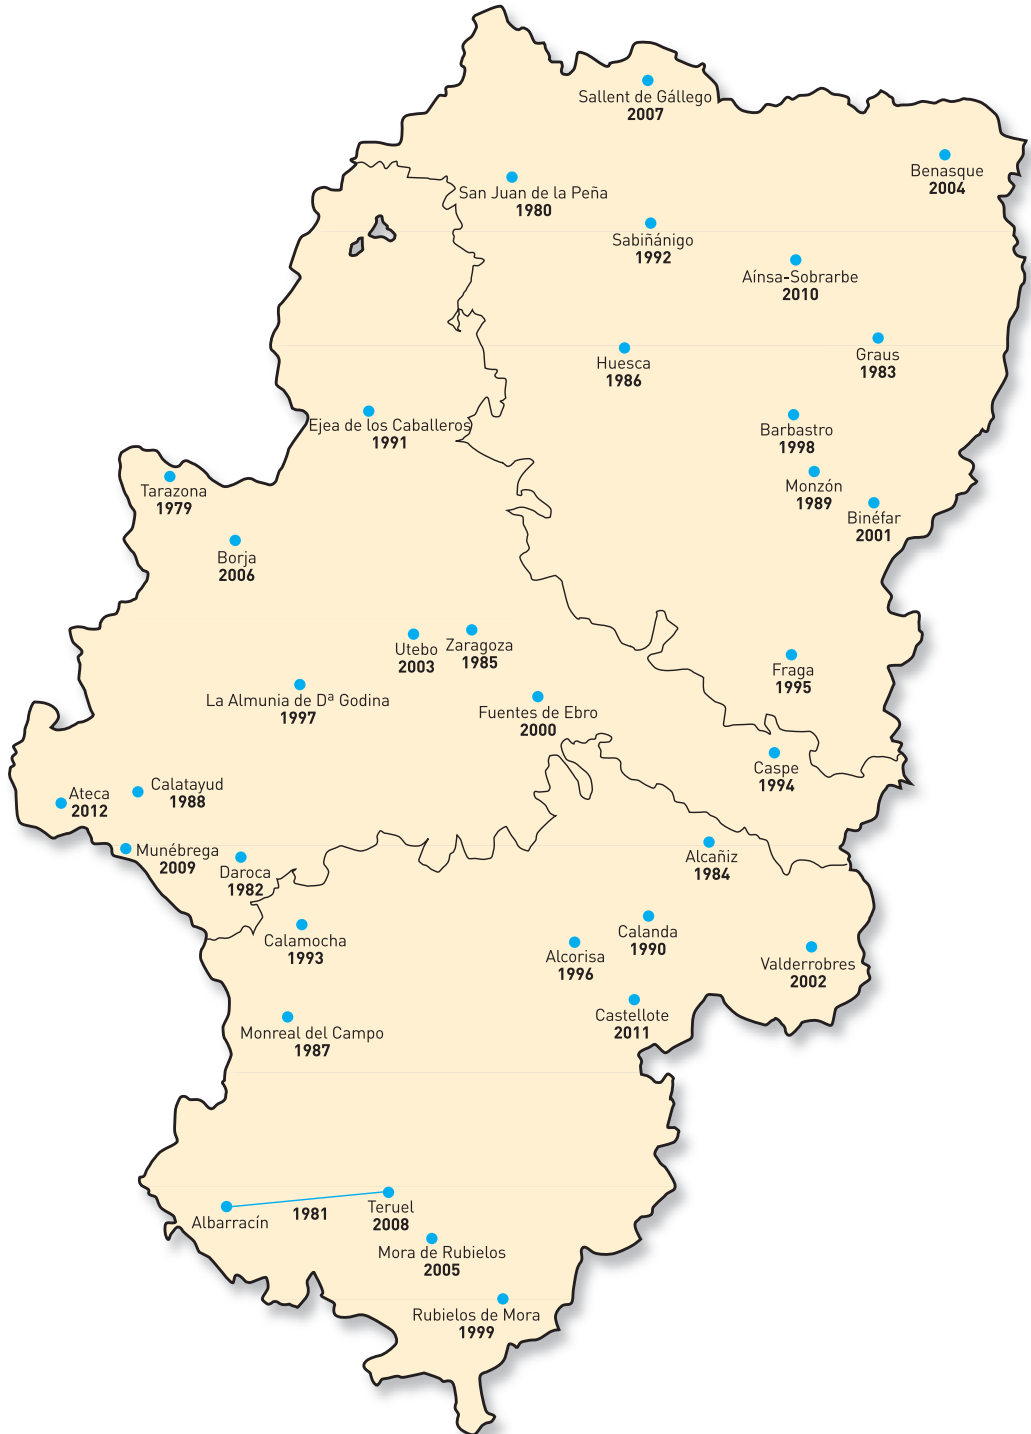 Sallent de Gállego
2007
Benasque
2004
San Juan de la Peña
1980
Sabiñánigo
1992
Aínsa-Sobrarbe
2010
Huesca
1986
Graus
1983
Ejea de los Caballeros
1991
Barbastro
1998
Tarazona
1979
Monzón
1989
Binéfar
2001
Borja
2006
Utebo
2003
Zaragoza
1985
Fraga
1995
La Almunia de Dª Godina
1997
Fuentes de Ebro
2000
Caspe
1994
Ateca
2012
Calatayud
1988
Munébrega
2009
Daroca
1982
Alcañiz
1984
Calamocha
1993
Calanda
1990
Alcorisa
1996
Valderrobres
2002
Castellote
2011
Monreal del Campo
1987
Albarracín
1981
Teruel
2008
Mora de Rubielos
2005
Rubielos de Mora
1999